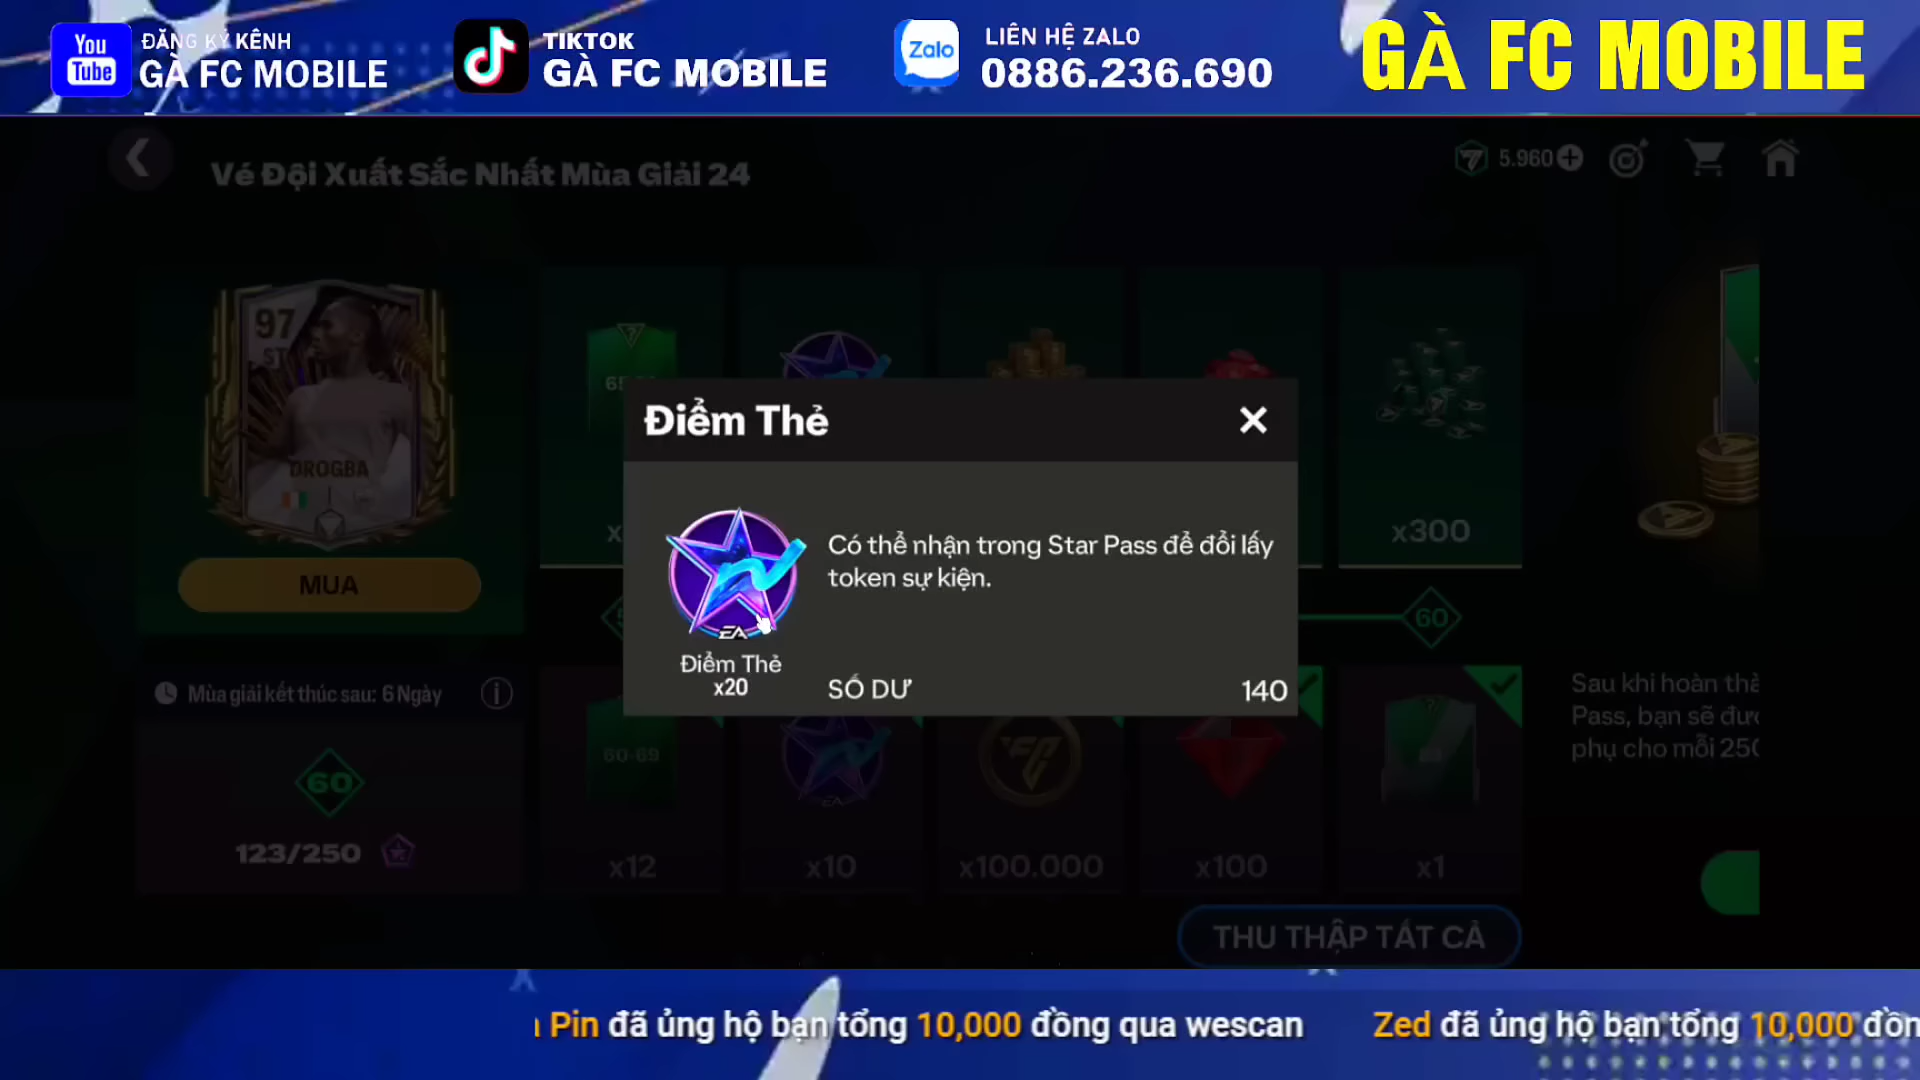 You
Tube
ĐĂNG KÝ KÊNH
GÀ FC MOBILE
TIKTOK
GÀ FC MOBILE
Zalo
LIÊN HỆ ZALO
0886.236.690
GÀ FC MOBILE
Vé Đội Xuất Sắc Nhất Mùa Giải 24
5.960
97
ST
DROGBA
MUA
x300
60
Điểm Thẻ
Có thể nhận trong Star Pass để đổi lấy
token sự kiện.
EA
Điểm Thẻ
x20
SỐ DƯ
140
Mùa giải kết thúc sau: 6 Ngày
60
123/250
60-69
x12
x10
x100.000
x100
x1
Sau khi hoàn
Pass, bạn sẽ
phụ cho mỗi
THU THẬP TẤT CẢ
Pin đã ủng hộ bạn tổng 10,000 đồng qua wescan
Zed đã ủng hộ bạn tổng 10,000